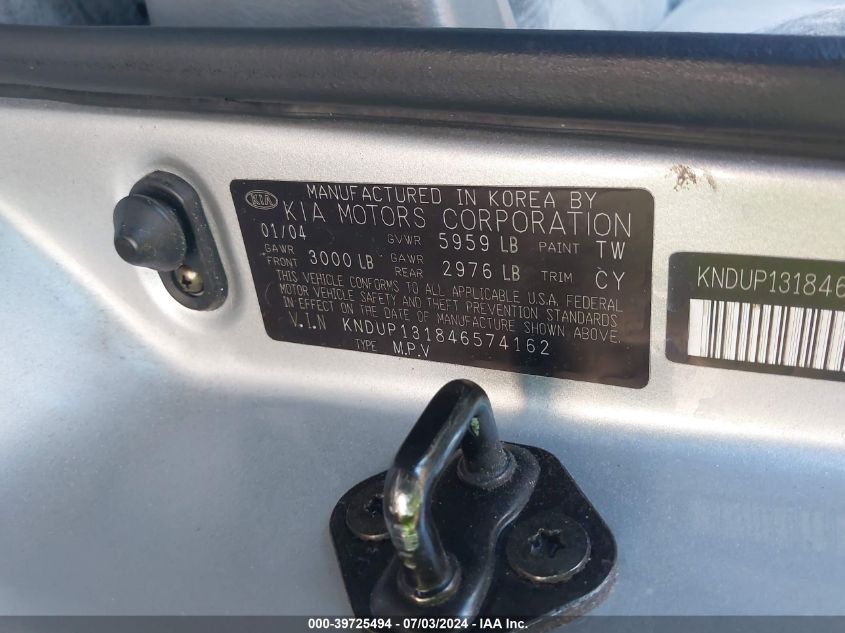 KIA MANUFACTURED IN KOREA BY
KIA MOTORS CORPORATION
01/04 GVWR 5959 LB PAINT TW
GAWR FRONT 3000 LB GAWR REAR 2976 LB TRIM CY
THIS VEHICLE CONFORMS TO ALL APPLICABLE U.S.A. FEDERAL
MOTOR VEHICLE SAFETY AND THEFT PREVENTION STANDARDS
IN EFFECT ON THE DATE OF MANUFACTURE SHOWN ABOVE.
V.I.N KNDUP131846574162
TYPE M.P.V
KNDUP131846
000-39725494 - 07/03/2024 - IAA Inc.